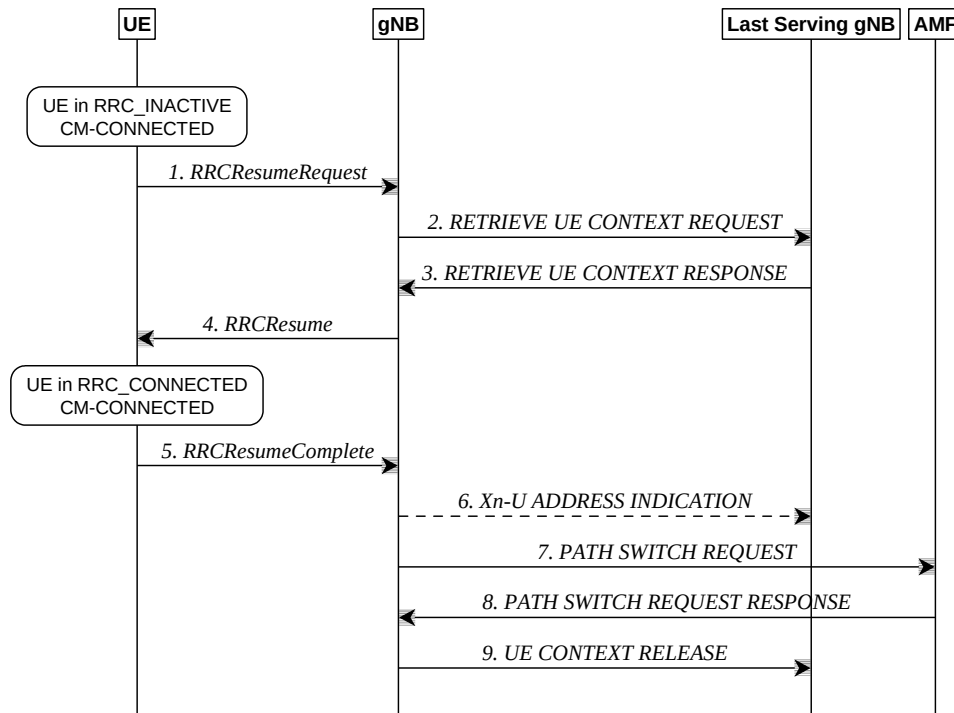 UE
gNB
Last Serving gNB
AMF
UE in RRC_INACTIVE
CM-CONNECTED
1. RRCResumeRequest
2. RETRIEVE UE CONTEXT REQUEST
3. RETRIEVE UE CONTEXT RESPONSE
4. RRCResume
UE in RRC_CONNECTED
CM-CONNECTED
5. RRCResumeComplete
6. Xn-U ADDRESS INDICATION
7. PATH SWITCH REQUEST
8. PATH SWITCH REQUEST RESPONSE
9. UE CONTEXT RELEASE